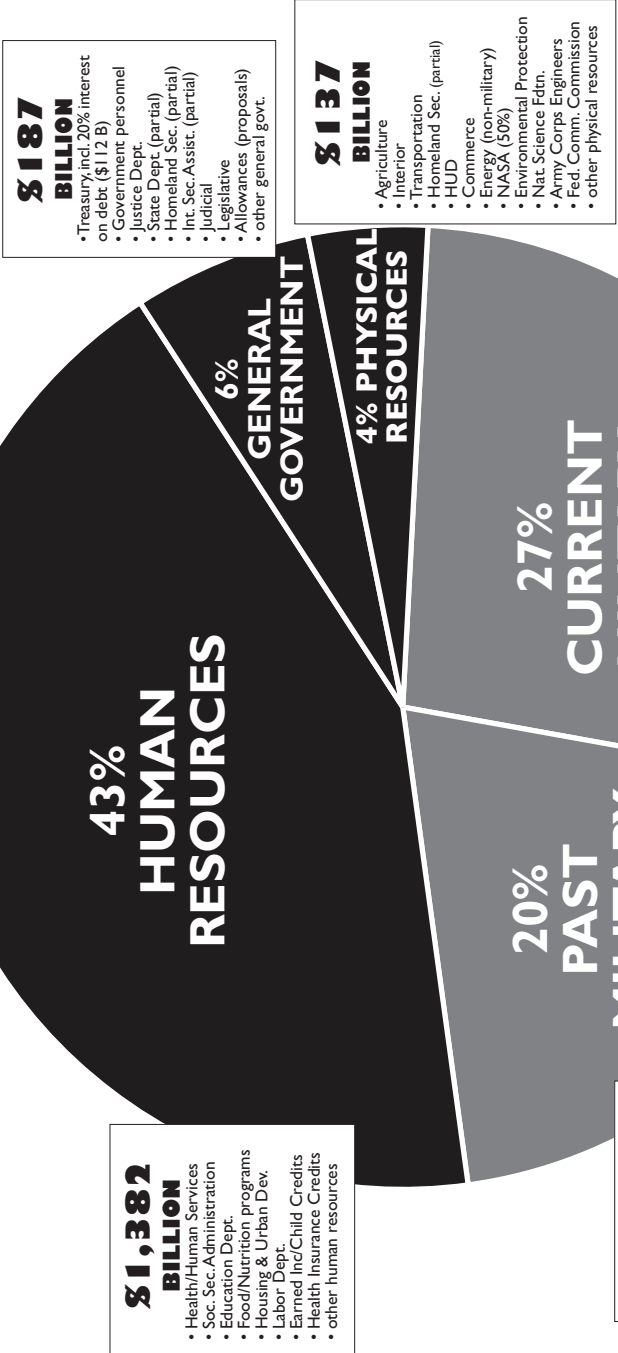 $1,382
BILLION
• Health/Human Services
• Soc. Sec. Administration
• Education Dept.
• Food/Nutrition programs
• Housing & Urban Dev.
• Labor Dept.
• Earned Inc/Child Credits
• Health Insurance Credits
• other human resources
43%
HUMAN
RESOURCES
$187
BILLION
• Treasury, incl. 20% interest
on debt ($112 B)
• Government personnel
• Justice Dept.
• State Dept. (partial)
• Homeland Sec. (partial)
• Int. Sec. Assist. (partial)
• Judicial
• Legislative
• Allowances (proposals)
• other general govt.
6%
GENERAL
GOVERNMENT
$137
BILLION
• Agriculture
• Interior
• Transportation
• Homeland Sec. (partial)
• HUD
• Commerce
• Energy (non-military)
• NASA (50%)
• Environmental Protection
• Nat. Science Fdtn.
• Army Corps Engineers
• Fed. Comm. Commission
• other physical resources
4% PHYSICAL
RESOURCES
20%
PAST
27%
CURRENT